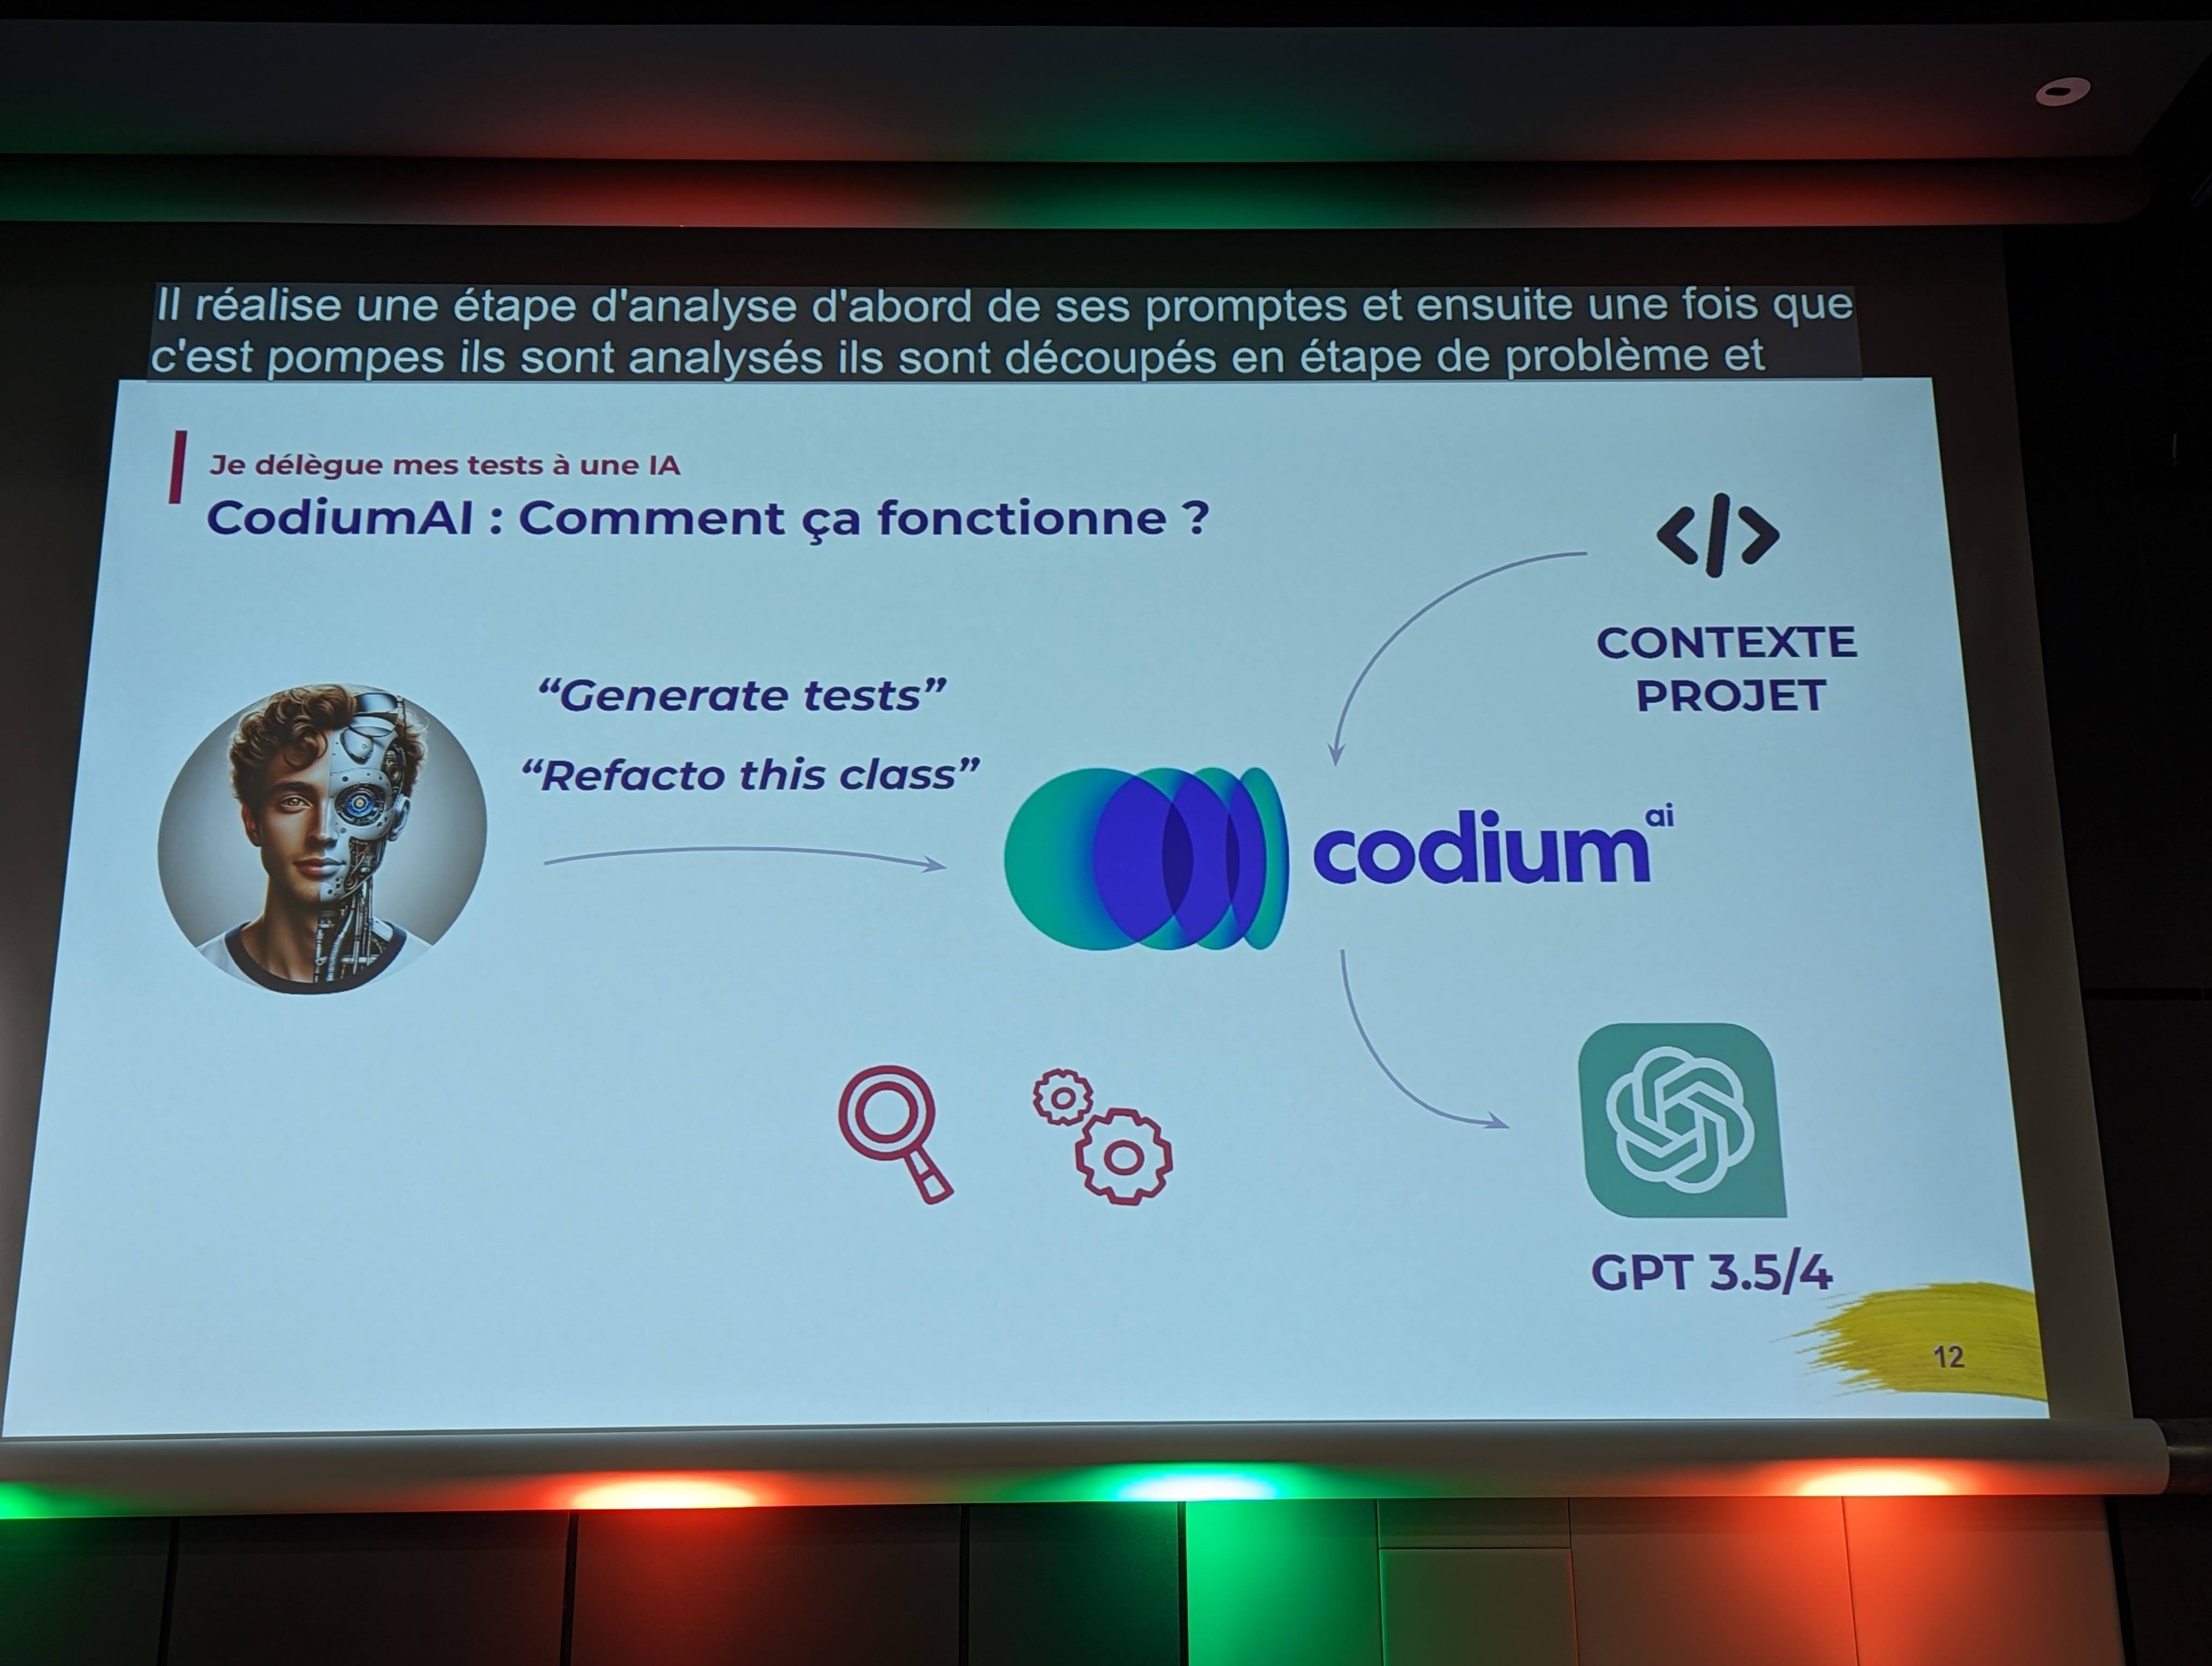 Il réalise une étape d'analyse d'abord de ses promptes et ensuite une fois que
c'est pompes ils sont analysés ils sont découpés en étape de problème et
Je délègue mes tests à une IA
CodiumAI : Comment ça fonctionne ?
</>
CONTEXTE
PROJET
“Generate tests”
“Refacto this class”
codium ai
GPT 3.5/4
12